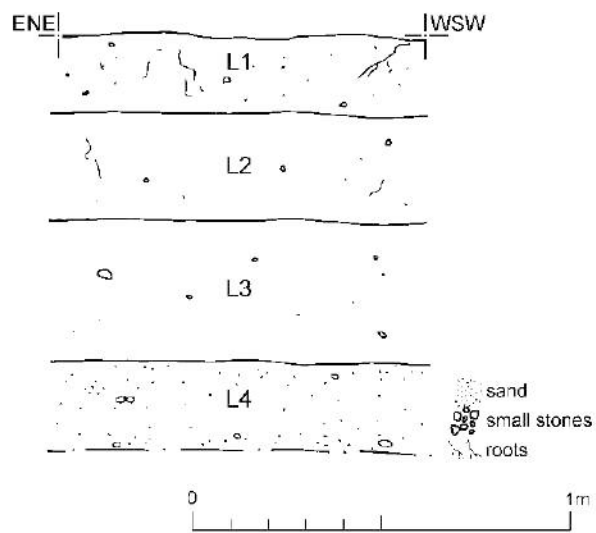 ENE WSW
L1
L2
L3
L4
sand
small stones
roots
0 1m